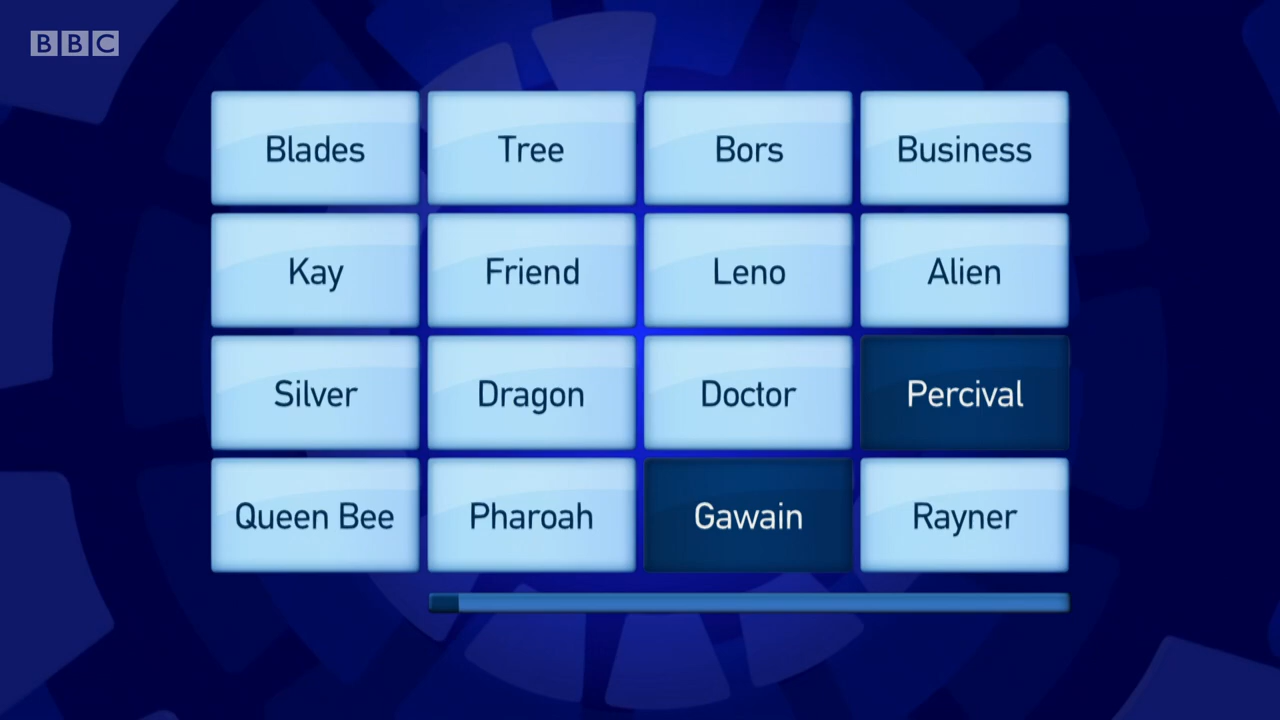 BBC
Blades
Tree
Bors
Business
Kay
Friend
Leno
Alien
Silver
Dragon
Doctor
Percival
Queen Bee
Pharoah
Gawain
Rayner